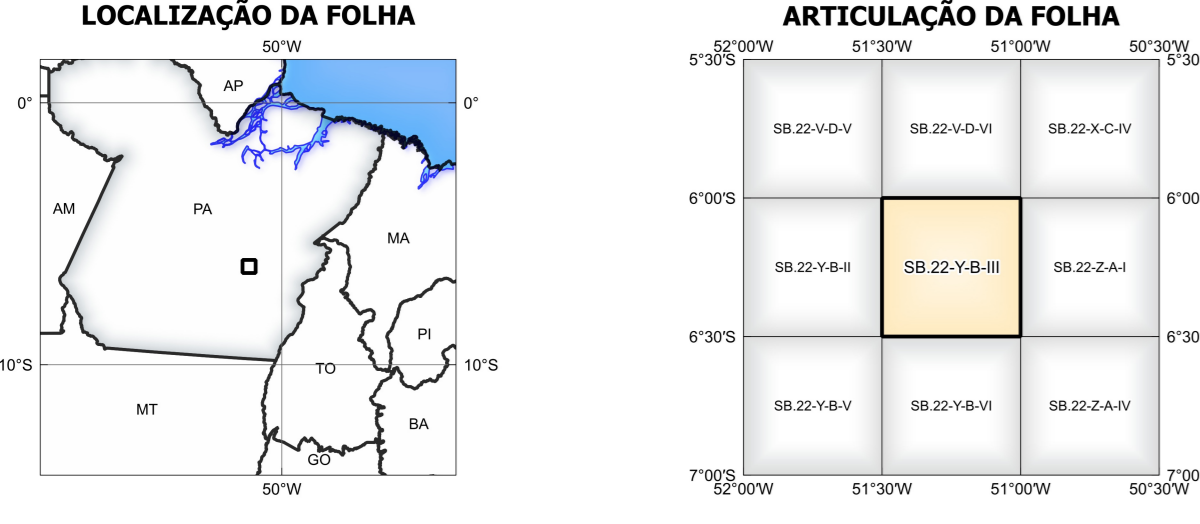 LOCALIZAÇÃO DA FOLHA
50°W
AP
0°
0°
AM
PA
MA
PI
10°S
TO
10°S
MT
BA
GO
50°W
ARTICULAÇÃO DA FOLHA
52°00'W
51°30'W
51°00'W
50°30'W
5°30'S
5°30
SB.22-V-D-V
SB.22-V-D-VI
SB.22-X-C-IV
6°00'S
6°00
SB.22-Y-B-II
SB.22-Y-B-III
SB.22-Z-A-I
6°30'S
6°30
SB.22-Y-B-V
SB.22-Y-B-VI
SB.22-Z-A-IV
7°00'S
7°00
52°00'W
51°30'W
51°00'W
50°30'W